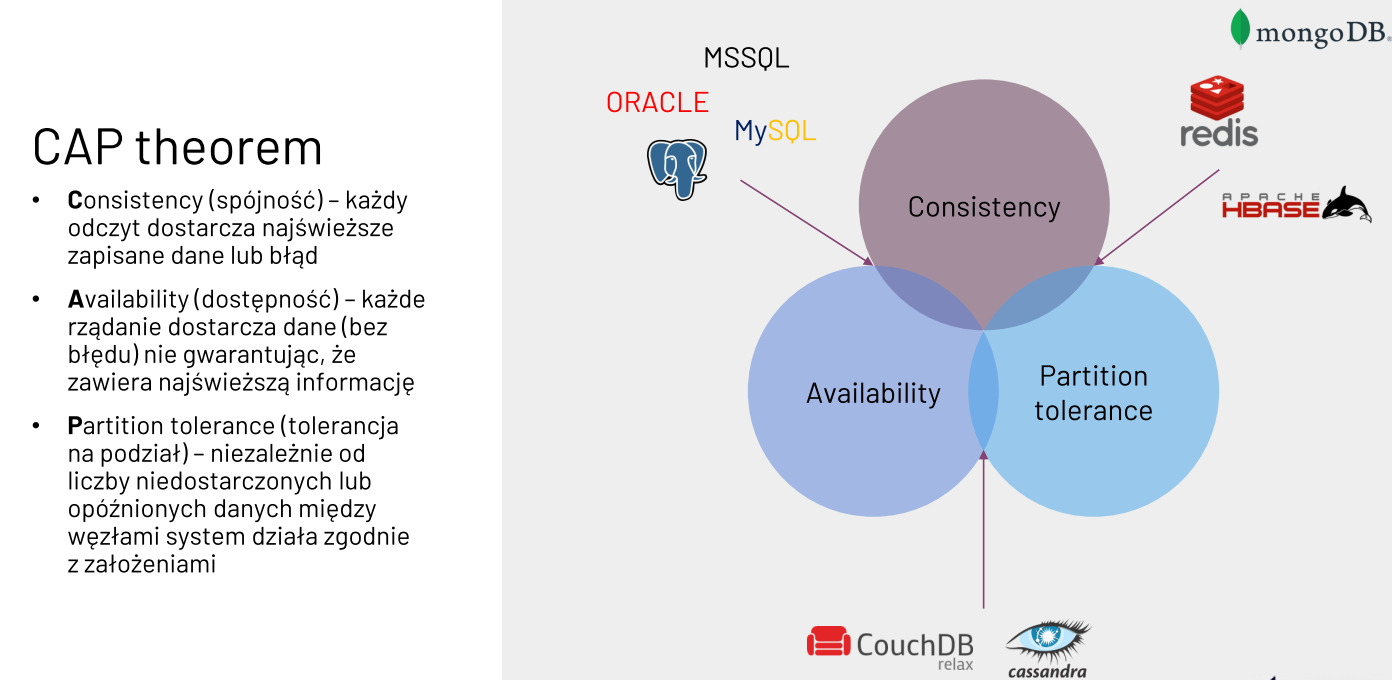 CAP theorem
• Consistency (spójność) – każdy
odczyt dostarcza najświeższe
zapisane dane lub błąd
• Availability (dostępność) – każde
rządanie dostarcza dane (bez
błędu) nie gwarantując, że
zawiera najświeższą informację
• Partition tolerance (tolerancja
na podział) – niezależnie od
liczby niedostarczonych lub
opóźnionych danych między
węzłami system działa zgodnie
z założeniami
MSSQL
ORACLE
MySQL
mongoDB®
redis
APACHE
HBASE
Consistency
Availability
Partition
tolerance
CouchDB
relax
cassandra